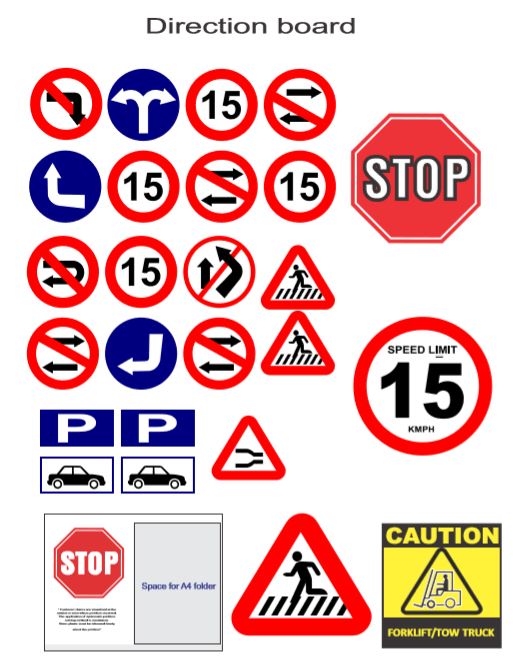 Direction board
15
15
15
STOP
15
SPEED LIMIT
15
KMPH
P P
STOP
Space for A4 folder
CAUTION
FORKLIFT/TOW TRUCK